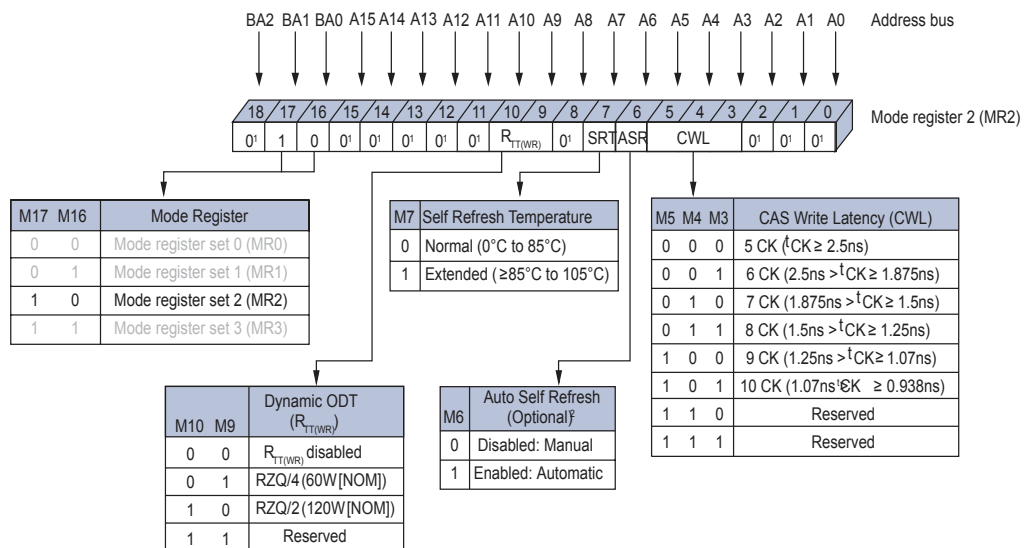 BA2 BA1 BA0 A15 A14 A13 A12 A11 A10 A9 A8 A7 A6 A5 A4 A3 A2 A1 A0 Address bus
18 17 16 15 14 13 12 11 10 9 8 7 6 5 4 3 2 1 0
Mode register 2 (MR2)
0¹ 1 0 0¹ 0¹ 0¹ 0¹ 0¹ RTT(WR) 0¹ SRT ASR CWL 0¹ 0¹ 0¹
M17 M16 Mode Register
0 0 Mode register set 0 (MR0)
0 1 Mode register set 1 (MR1)
1 0 Mode register set 2 (MR2)
1 1 Mode register set 3 (MR3)
M7 Self Refresh Temperature
0 Normal (0°C to 85°C)
1 Extended (≥85°C to 105°C)
M5 M4 M3 CAS Write Latency (CWL)
0 0 0 5 CK (tCK ≥ 2.5ns)
0 0 1 6 CK (2.5ns > tCK ≥ 1.875ns)
0 1 0 7 CK (1.875ns > tCK ≥ 1.5ns)
0 1 1 8 CK (1.5ns > tCK ≥ 1.25ns)
1 0 0 9 CK (1.25ns > tCK ≥ 1.07ns)
1 0 1 10 CK (1.07ns CK ≥ 0.938ns)
1 1 0 Reserved
1 1 1 Reserved
M10 M9 Dynamic ODT
(RTT(WR))
0 0 RTT(WR) disabled
0 1 RZQ/4 (60W [NOM])
1 0 RZQ/2 (120W [NOM])
1 1 Reserved
M6 Auto Self Refresh
(Optional)²
0 Disabled: Manual
1 Enabled: Automatic